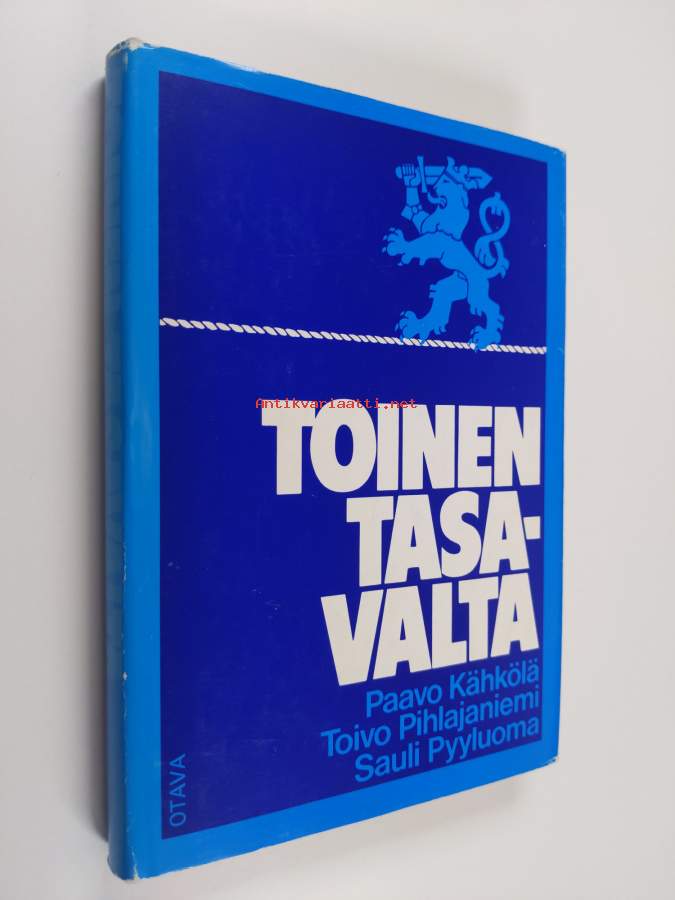 Antikvariaatti.net
TOINEN
TASA-
VALTA
Paavo Kähkölä
Toivo Pihlajaniemi
Sauli Pyyluoma
OTAVA